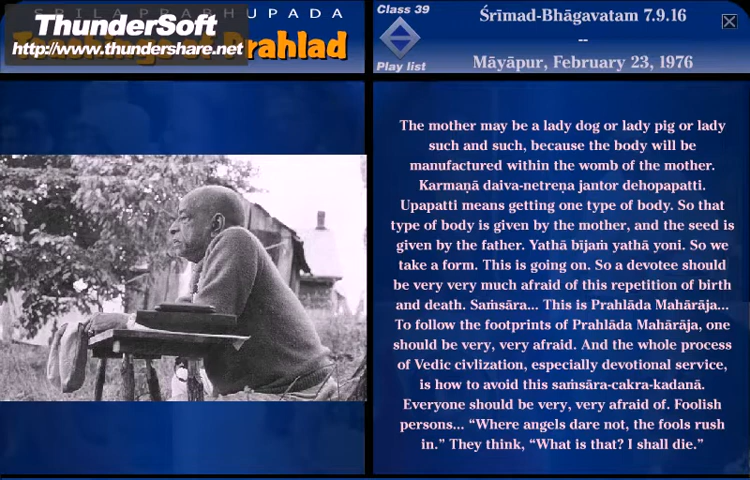 SRILA PRABHUPADA
ThunderSoft
http://www.thundershare.net
Teachings of Prahlad
Class 39
Play list
Śrīmad-Bhāgavatam 7.9.16
--
Māyāpur, February 23, 1976
The mother may be a lady dog or lady pig or lady
such and such, because the body will be
manufactured within the womb of the mother.
Karmaṇā daiva-netreṇa jantor dehopapatti.
Upapatti means getting one type of body. So that
type of body is given by the mother, and the seed is
given by the father. Yathā bījaṁ yathā yoni. So we
take a form. This is going on. So a devotee should
be very very much afraid of this repetition of birth
and death. Saṁsāra... This is Prahlāda Mahārāja...
To follow the footprints of Prahlāda Mahārāja, one
should be very, very afraid. And the whole process
of Vedic civlization, especially devotional service,
is how to avoid this saṁsāra-cakra-kadanā.
Everyone should be very, very afraid of. Foolish
persons... “Where angels dare not, the fools rush
in.” They think, “What is that? I shall die.”